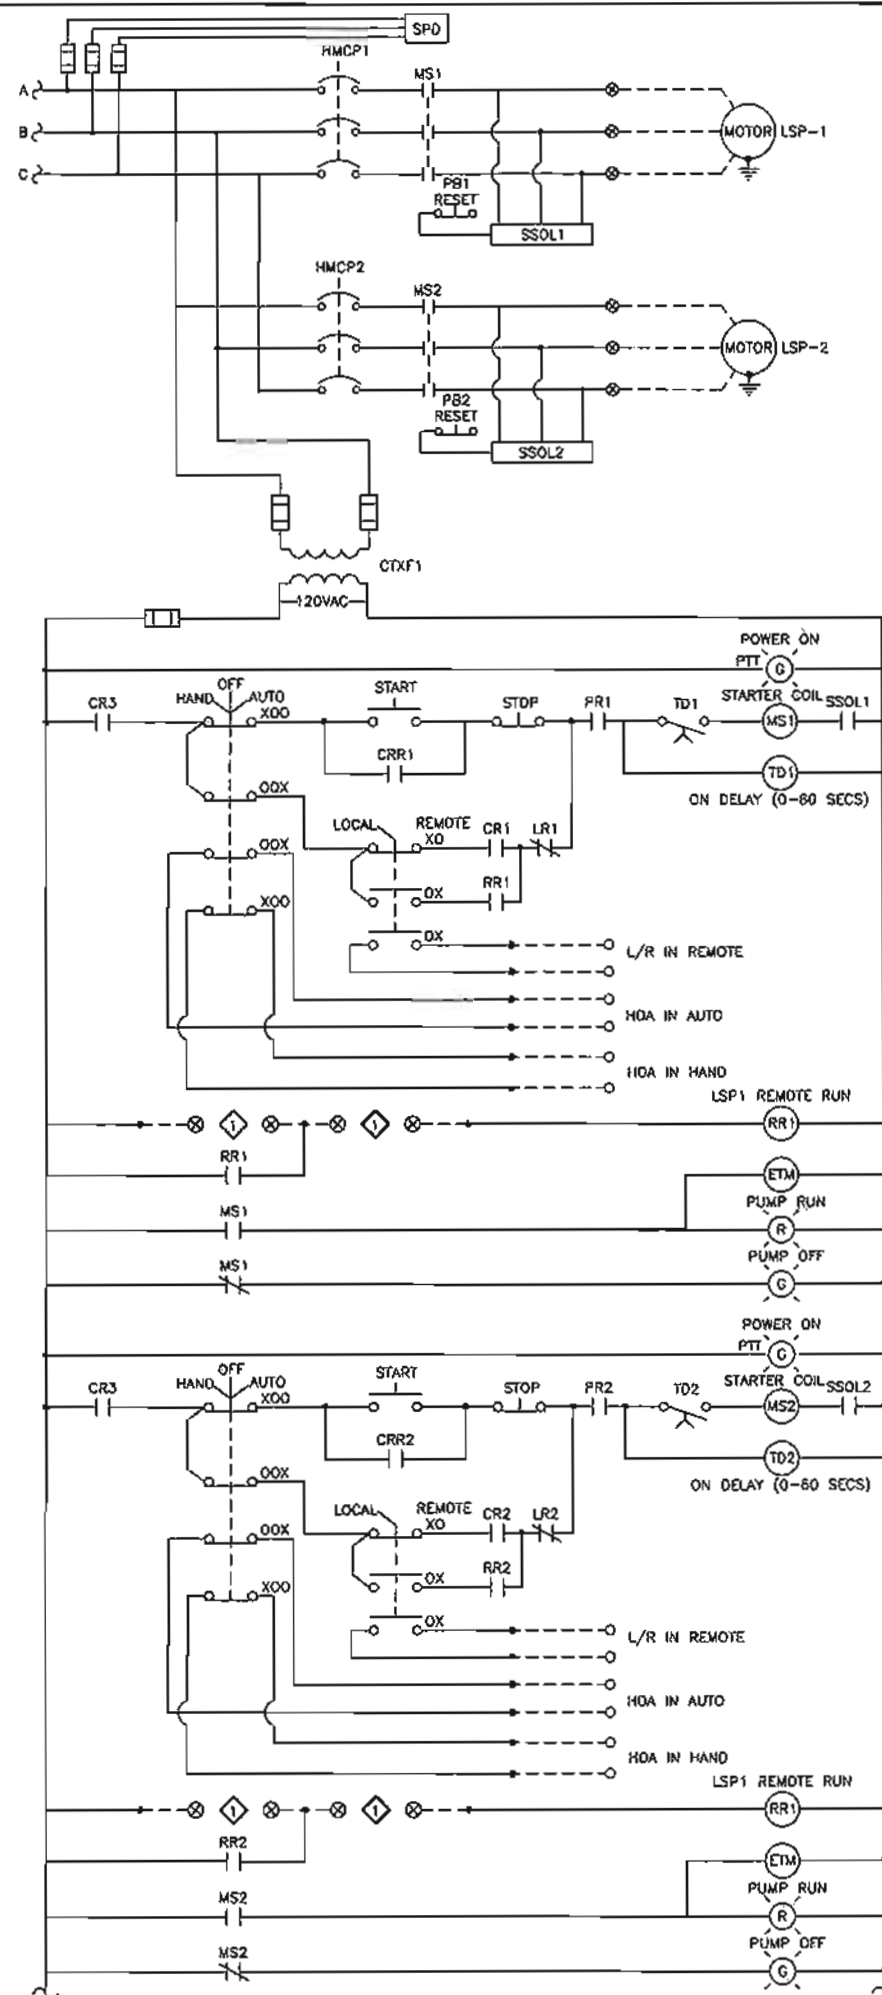 SPD
HMCP1
A
MS1
B
MOTOR LSP-1
C
PB1
RESET
SSOL1
HMCP2
MS2
MOTOR LSP-2
PB2
RESET
SSOL2
CTXF1
120VAC
POWER ON
PTT G
OFF
HAND AUTO
CR3
XOO
START
STOP
PR1
TD1
STARTER COIL
MS1
SSOL1
CRR1
TD1
ON DELAY (0-60 SECS)
OOX
LOCAL
REMOTE
XO
CR1
LR1
OOX
OX
RR1
XOO
OX
L/R IN REMOTE
HOA IN AUTO
HOA IN HAND
LSP1 REMOTE RUN
1
1
RR1
RR1
ETM
PUMP RUN
MS1
R
PUMP OFF
MS1
G
POWER ON
PTT G
OFF
HAND AUTO
CR3
XOO
START
STOP
PR2
TD2
STARTER COIL
MS2
SSOL2
CRR2
TD2
ON DELAY (0-60 SECS)
OOX
LOCAL
REMOTE
XO
CR2
LR2
OOX
OX
RR2
XOO
OX
L/R IN REMOTE
HOA IN AUTO
HOA IN HAND
LSP1 REMOTE RUN
1
1
RR1
RR2
ETM
PUMP RUN
MS2
R
PUMP OFF
MS2
G